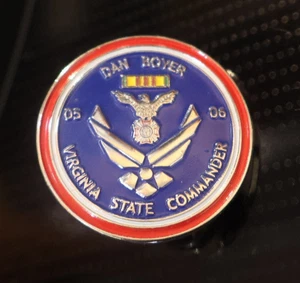 DAN BOYER
05 06
VIRGINIA STATE COMMANDER